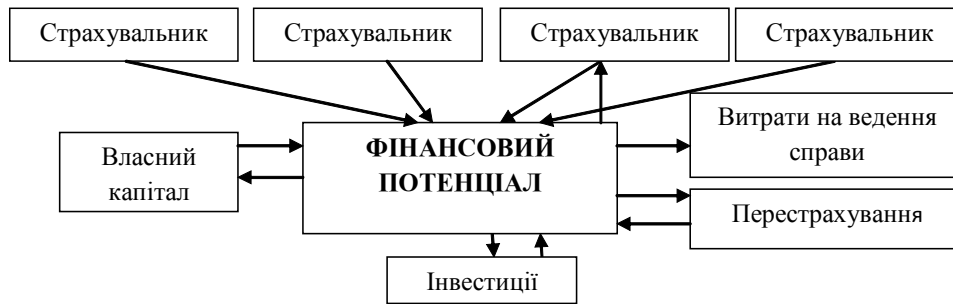 Страхувальник
Страхувальник
Страхувальник
Страхувальник
Власний
капітал
ФІНАНСОВИЙ
ПОТЕНЦІАЛ
Витрати на ведення
справи
Перестрахування
Інвестиції